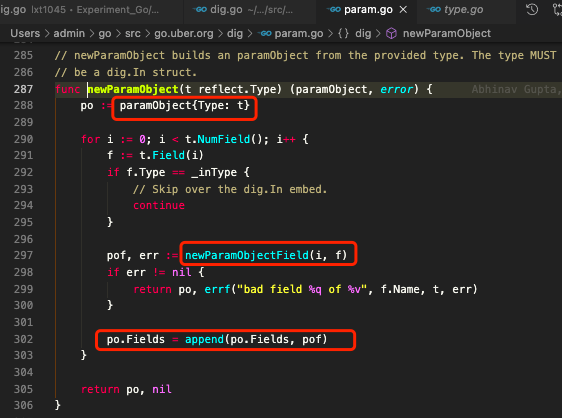 dig.go lxt1045 • Experiment_Go/...
dig.go ~/.../src/...
param.go ×
type.go
Users > admin > go > src > go.uber.org > dig > param.go > {} dig > newParamObject
285 // newParamObject builds an paramObject from the provided type. The type MUST
286 // be a dig.In struct.
287 func newParamObject(t reflect.Type) (paramObject, error) { Abhinav Gupta,
288 po := paramObject{Type: t}
289
290 for i := 0; i < t.NumField(); i++ {
291 f := t.Field(i)
292 if f.Type == _inType {
293 // Skip over the dig.In embed.
294 continue
295 }
296
297 pof, err := newParamObjectField(i, f)
298 if err != nil {
299 return po, errf("bad field %q of %v", f.Name, t, err)
300 }
301
302 po.Fields = append(po.Fields, pof)
303 }
304
305 return po, nil
306 }